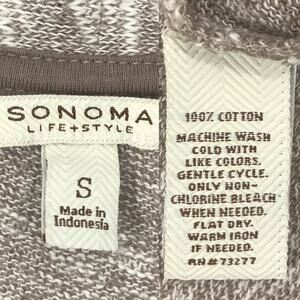 SONOMA
LIFE+STYLE
S
Made in
Indonesia
100% COTTON
MACHINE WASH
COLD WITH
LIKE COLORS.
GENTLE CYCLE.
ONLY NON-
CHLORINE BLEACH
WHEN NEEDED.
FLAT DRY.
WARM IRON
IF NEEDED.
RN#73277